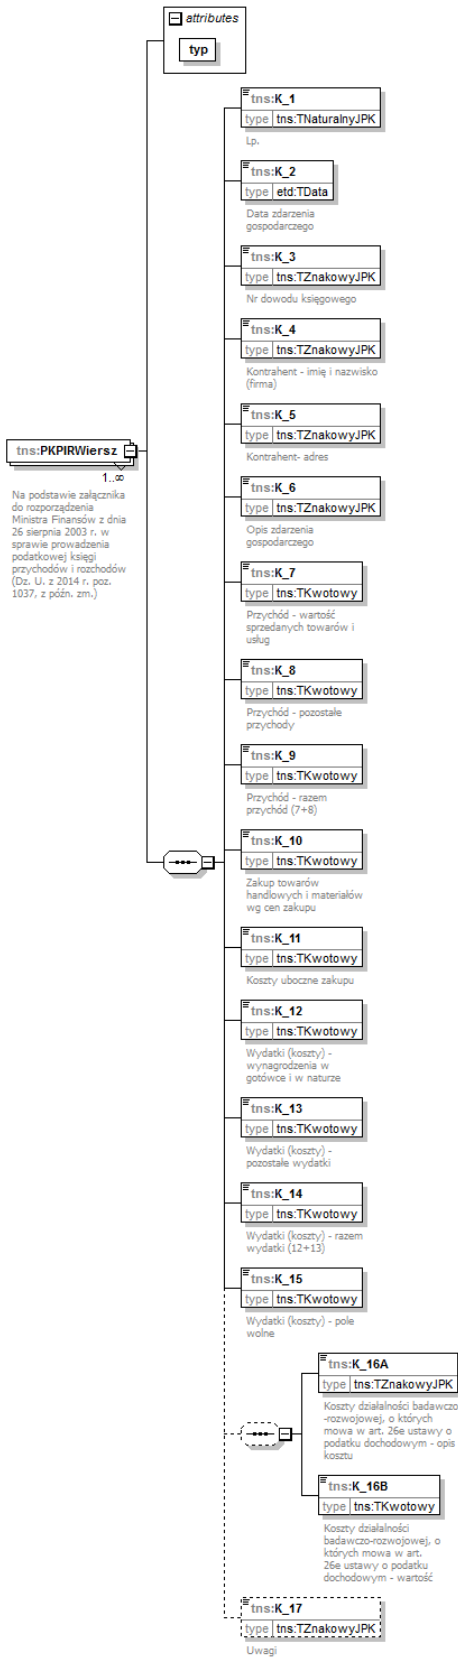 attributes
typ
tns:K_1
type tns:TNaturalnyJPK
Lp.
tns:K_2
type etd:TData
Data zdarzenia
gospodarczego
tns:K_3
type tns:TZnakowyJPK
Nr dowodu księgowego
tns:K_4
type tns:TZnakowyJPK
Kontrahent - imię i nazwisko
(firma)
tns:K_5
type tns:TZnakowyJPK
Kontrahent- adres
tns:PKPIRWiersz
1..∞
Na podstawie załącznika
do rozporządzenia
Ministra Finansów z dnia
26 sierpnia 2003 r. w
sprawie prowadzenia
podatkowej księgi
przychodów i rozchodów
(Dz. U. z 2014 r. poz.
1037, z późn. zm.)
tns:K_6
type tns:TZnakowyJPK
Opis zdarzenia
gospodarczego
tns:K_7
type tns:TKwotowy
Przychód - wartość
sprzedanych towarów i
usług
tns:K_8
type tns:TKwotowy
Przychód - pozostałe
przychody
tns:K_9
type tns:TKwotowy
Przychód - razem
przychód (7+8)
tns:K_10
type tns:TKwotowy
Zakup towarów
handlowych i materiałów
wg cen zakupu
tns:K_11
type tns:TKwotowy
Koszty uboczne zakupu
tns:K_12
type tns:TKwotowy
Wydatki (koszty) -
wynagrodzenia w
gotówce i w naturze
tns:K_13
type tns:TKwotowy
Wydatki (koszty) -
pozostałe wydatki
tns:K_14
type tns:TKwotowy
Wydatki (koszty) - razem
wydatki (12+13)
tns:K_15
type tns:TKwotowy
Wydatki (koszty) - pole
wolne
tns:K_16A
type tns:TZnakowyJPK
Koszty działalności badawczo
-rozwojowej, o których
mowa w art. 26e ustawy o
podatku dochodowym - opis
kosztu
tns:K_16B
type tns:TKwotowy
Koszty działalności
badawczo-rozwojowej, o
których mowa w art.
26e ustawy o podatku
dochodowym - wartość
tns:K_17
type tns:TZnakowyJPK
Uwagi